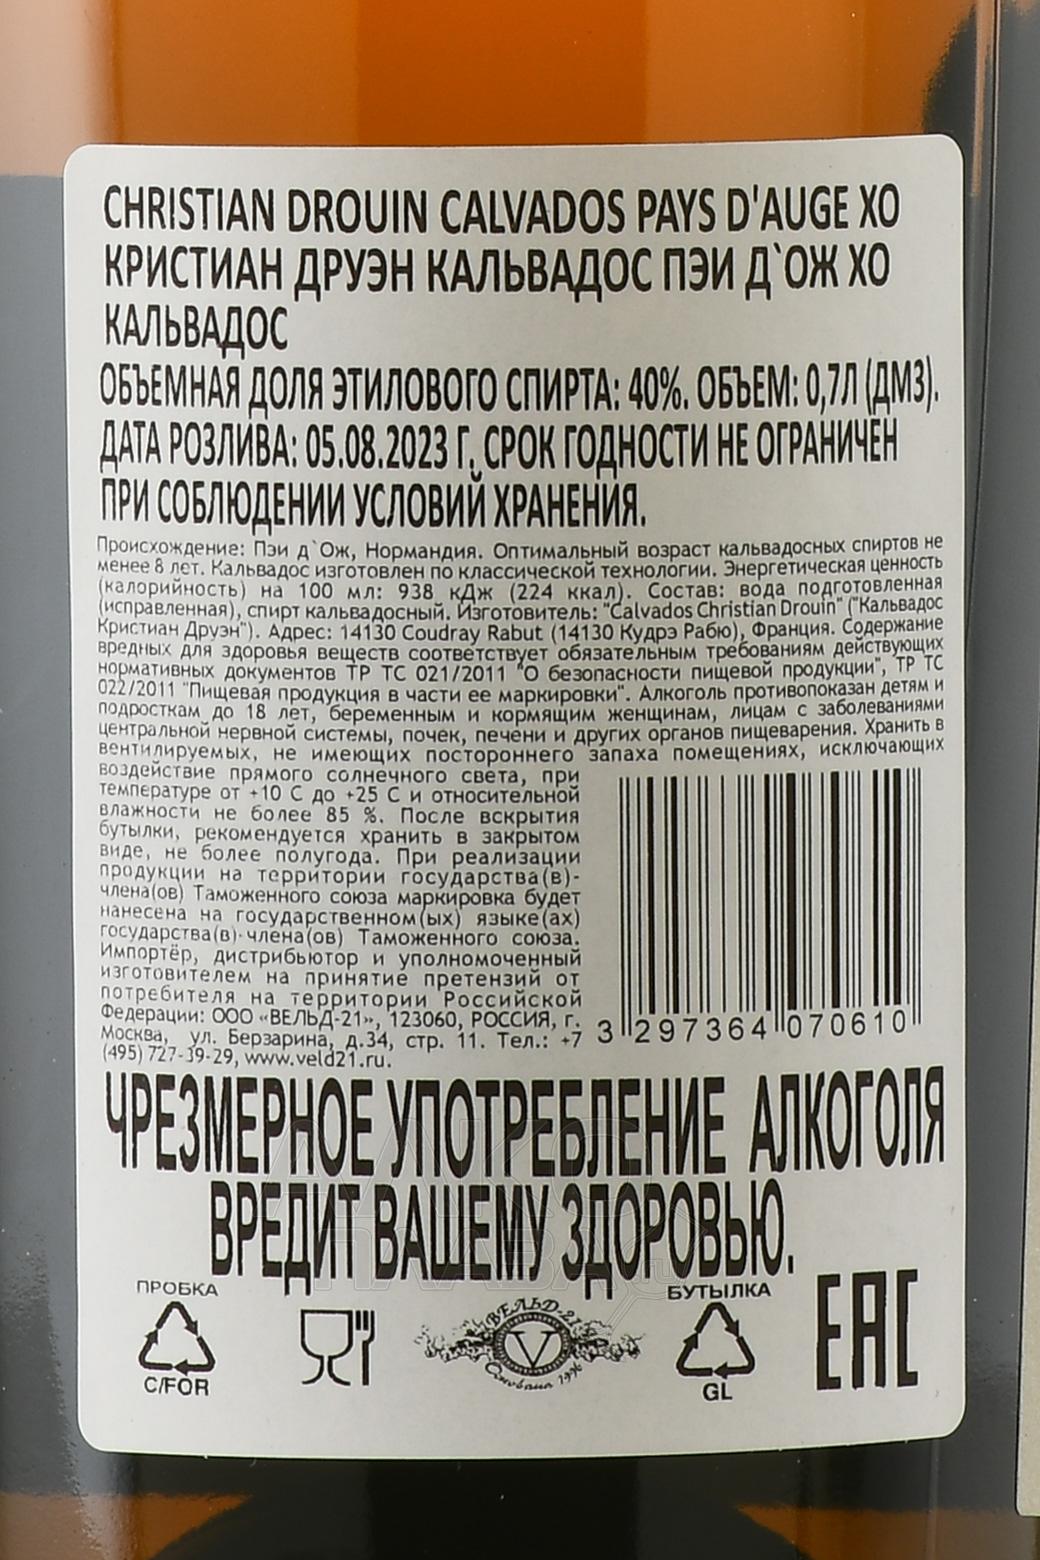 CHRISTIAN DROUIN CALVADOS PAYS D'AUGE XO
КРИСТИАН ДРУЭН КАЛЬВАДОС ПЭИ Д`ОЖ ХО
КАЛЬВАДОС
ОБЪЕМНАЯ ДОЛЯ ЭТИЛОВОГО СПИРТА: 40%. ОБЪЕМ: 0,7Л (ДМ3).
ДАТА РОЗЛИВА: 05.08.2023 Г. СРОК ГОДНОСТИ НЕ ОГРАНИЧЕН
ПРИ СОБЛЮДЕНИИ УСЛОВИЙ ХРАНЕНИЯ.
Происхождение: Пэи д`Ож, Нормандия. Оптимальный возраст кальвадосных спиртов не
менее 8 лет. Кальвадос изготовлен по классической технологии. Энергетическая ценность
(калорийность) на 100 мл: 938 кДж (224 ккал). Состав: вода подготовленная
(исправленная), спирт кальвадосный. Изготовитель: "Calvados Christian Drouin" ("Кальвадос
Кристиан Друэн"). Адрес: 14130 Coudray Rabut (14130 Кудрэ Рабю), Франция. Содержание
вредных для здоровья веществ соответствует обязательным требованиям действующих
нормативных документов ТР ТС 021/2011 "О безопасности пищевой продукции", ТР ТС
022/2011 "Пищевая продукция в части ее маркировки". Алкоголь противопоказан детям и
подросткам до 18 лет, беременным и кормящим женщинам, лицам с заболеваниями
центральной нервной системы, почек, печени и других органов пищеварения. Хранить в
вентилируемых, не имеющих постороннего запаха помещениях, исключающих
воздействие прямого солнечного света, при
температуре от +10 С до +25 С и относительной
влажности не более 85 %. После вскрытия
бутылки, рекомендуется хранить в закрытом
виде, не более полугода. При реализации
продукции на территории государства(в)-
члена(ов) Таможенного союза маркировка будет
нанесена на государственном(ых) языке(ах)
государства(в)-члена(ов) Таможенного союза.
Импортёр, дистрибьютор и уполномоченный
изготовителем на принятие претензий от
потребителя на территории Российской
Федерации: ООО «ВЕЛЬД-21», 123060, РОССИЯ, г.
Москва, ул. Берзарина, д.34, стр. 11. Тел.: +7
(495) 727-39-29, www.veld21.ru.
3 297364 070610
ЧРЕЗМЕРНОЕ УПОТРЕБЛЕНИЕ АЛКОГОЛЯ
ВРЕДИТ ВАШЕМУ ЗДОРОВЬЮ.
ПРОБКА
C/FOR
ВЕЛЬД-21
V
Основана 1996
БУТЫЛКА
GL
EAC